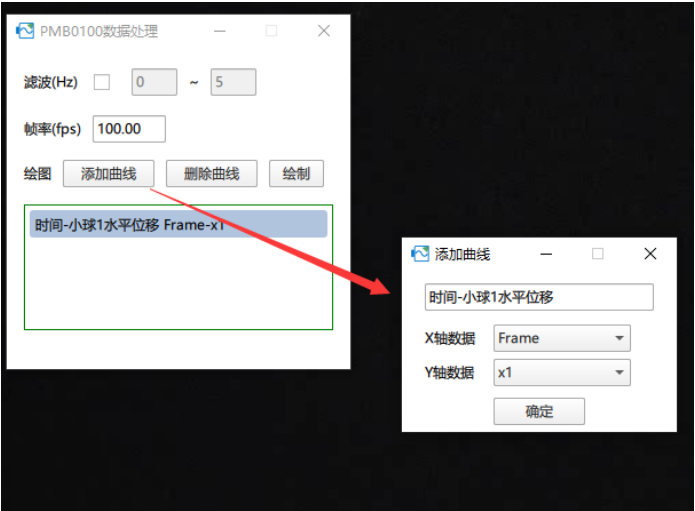 PMB0100数据处理
滤波(Hz) 0 ~ 5
帧率(fps) 100.00
绘图 添加曲线 删除曲线 绘制
时间-小球1水平位移 Frame-x1
添加曲线
时间-小球1水平位移
X轴数据 Frame
Y轴数据 x1
确定